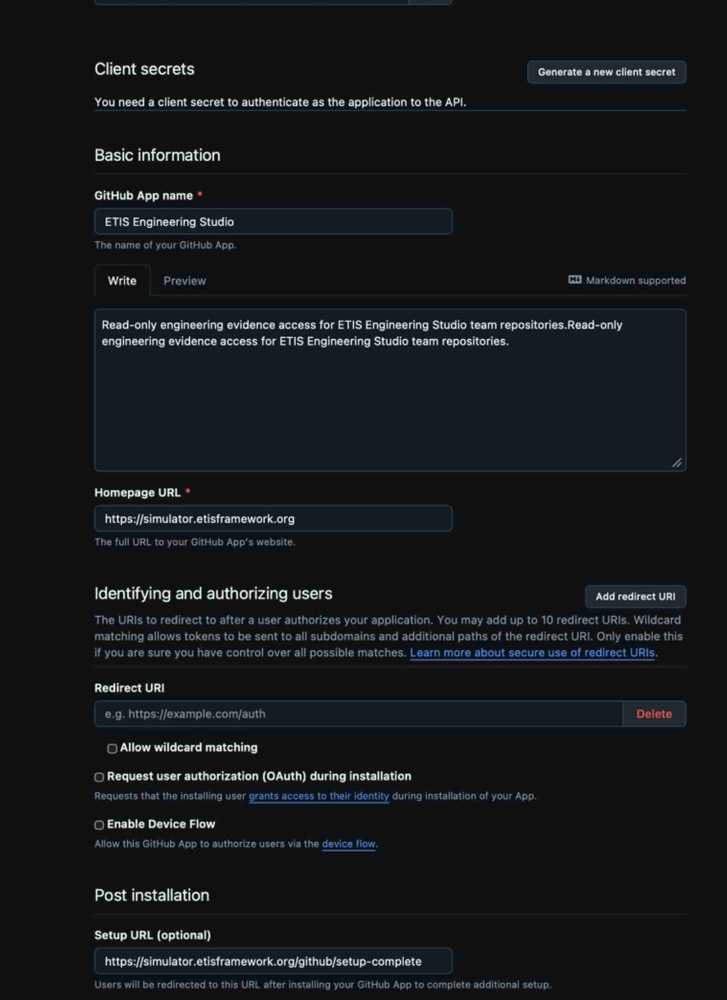 Client secrets
Generate a new client secret
You need a client secret to authenticate as the application to the API.
Basic information
GitHub App name *
ETIS Engineering Studio
The name of your GitHub App.
Write
Preview
Markdown supported
Read-only engineering evidence access for ETIS Engineering Studio team repositories.Read-only
engineering evidence access for ETIS Engineering Studio team repositories.
Homepage URL *
https://simulator.etisframework.org
The full URL to your GitHub App's website.
Identifying and authorizing users
Add redirect URI
The URIs to redirect to after a user authorizes your application. You may add up to 10 redirect URIs. Wildcard
matching allows tokens to be sent to all subdomains and additional paths of the redirect URI. Only enable this
if you are sure you have control over all possible matches. Learn more about secure use of redirect URIs.
Redirect URI
e.g. https://example.com/auth
Delete
Allow wildcard matching
Request user authorization (OAuth) during installation
Requests that the installing user grants access to their identity during installation of your App.
Enable Device Flow
Allow this GitHub App to authorize users via the device flow.
Post installation
Setup URL (optional)
https://simulator.etisframework.org/github/setup-complete
Users will be redirected to this URL after installing your GitHub App to complete additional setup.